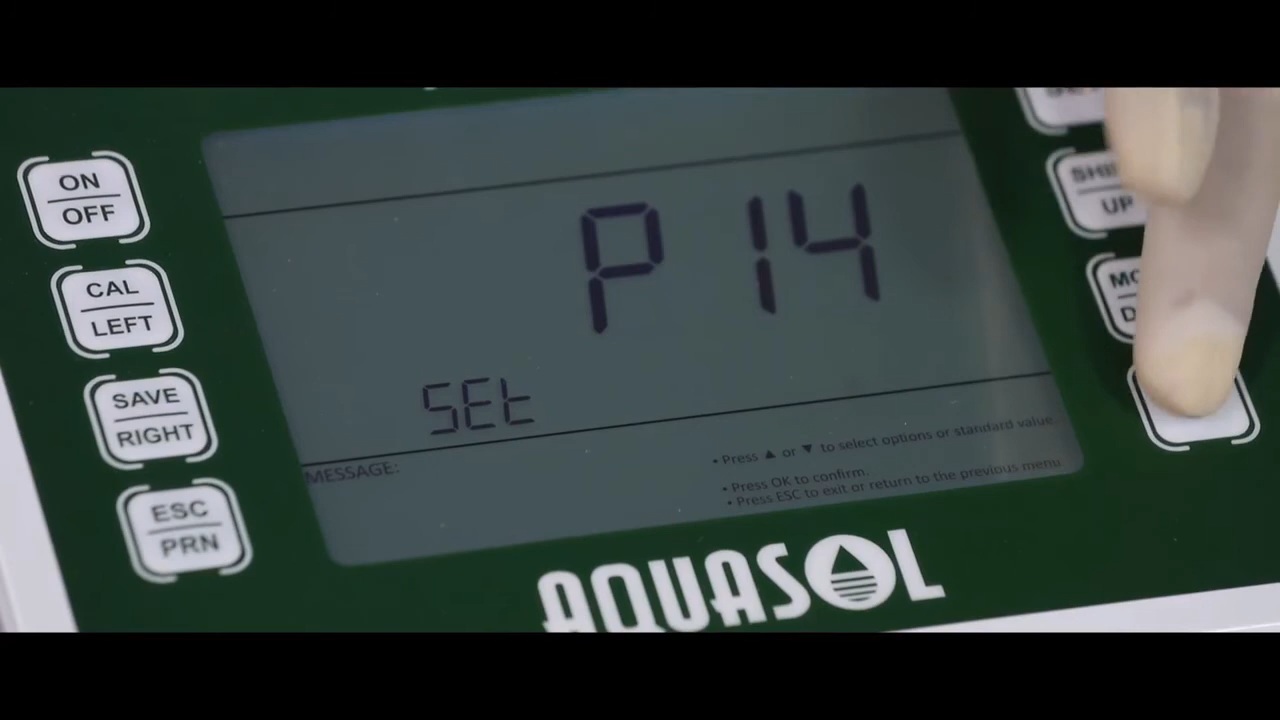 ON
OFF
CAL
LEFT
SAVE
RIGHT
ESC
PRN
P 14
SEt
MESSAGE:
• Press ▲ or ▼ to select options or standard value.
• Press OK to confirm.
• Press ESC to exit or return to the previous menu
UP
AQUASOL